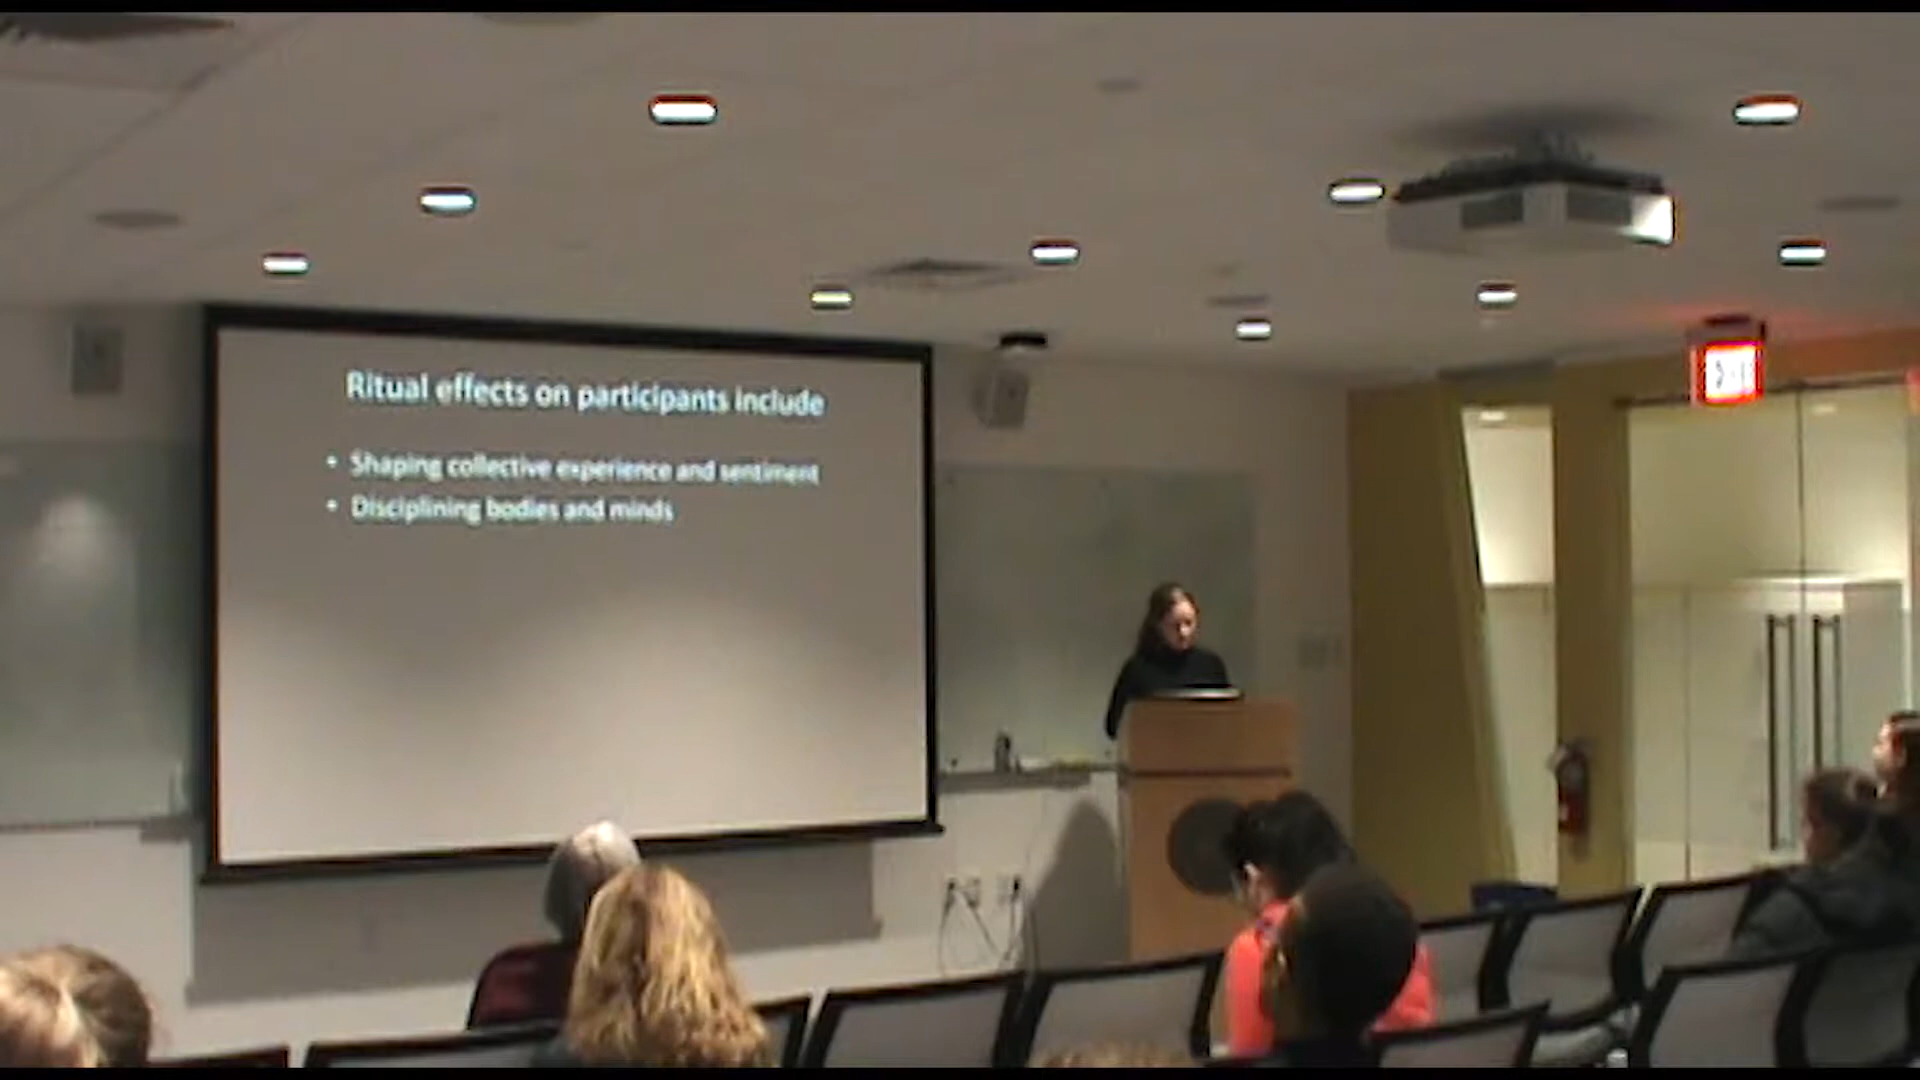 Ritual effects on participants include
• Shaping collective experience and sentiment
• Disciplining bodies and minds